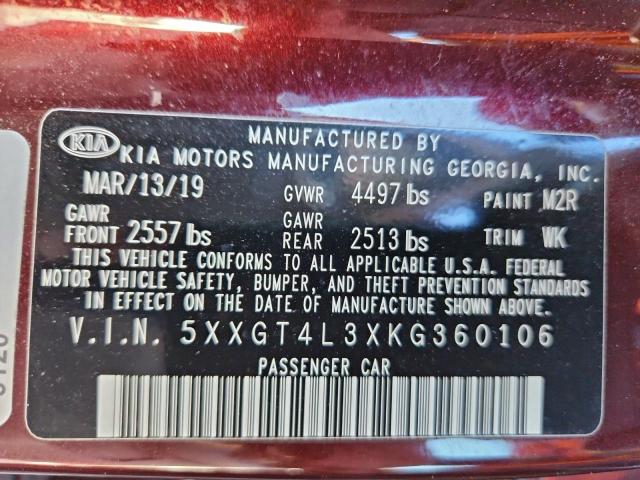 MANUFACTURED BY
KIA KIA MOTORS MANUFACTURING GEORGIA, INC.
MAR/13/19 GVWR 4497 lbs PAINT M2R
GAWR FRONT 2557 lbs GAWR REAR 2513 lbs TRIM WK
THIS VEHICLE CONFORMS TO ALL APPLICABLE U.S.A. FEDERAL
MOTOR VEHICLE SAFETY, BUMPER, AND THEFT PREVENTION STANDARDS
IN EFFECT ON THE DATE OF MANUFACTURE SHOWN ABOVE.
V.I.N. 5XXGT4L3XKG360106
PASSENGER CAR